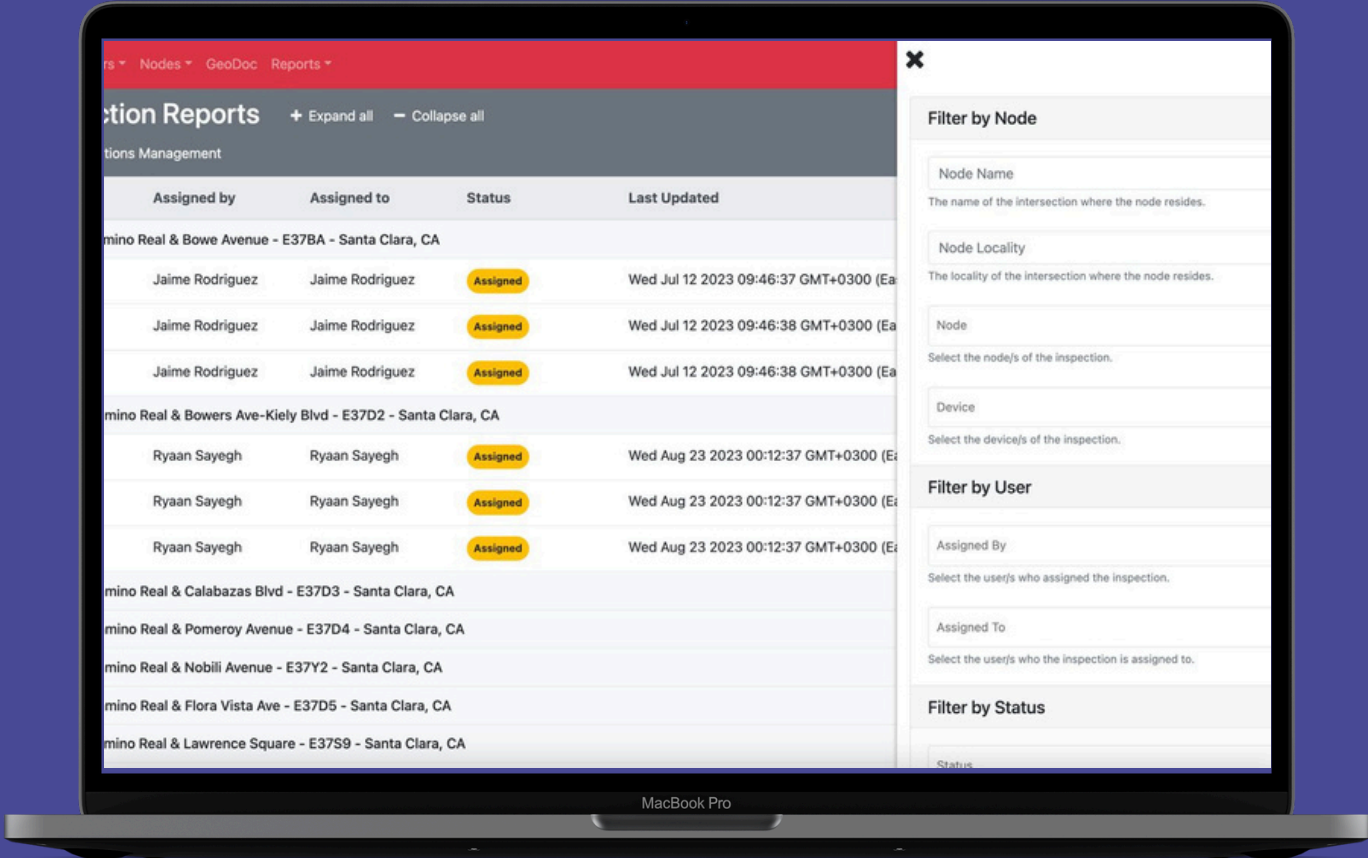 rs Nodes GeoDoc Reports
ction Reports + Expand all − Collapse all
tions Management
Assigned by Assigned to Status Last Updated
mino Real & Bowe Avenue - E37BA - Santa Clara, CA
Jaime Rodriguez Jaime Rodriguez Assigned Wed Jul 12 2023 09:46:37 GMT+0300 (Ea
Jaime Rodriguez Jaime Rodriguez Assigned Wed Jul 12 2023 09:46:38 GMT+0300 (Ea
Jaime Rodriguez Jaime Rodriguez Assigned Wed Jul 12 2023 09:46:38 GMT+0300 (Ea
mino Real & Bowers Ave-Kiely Blvd - E37D2 - Santa Clara, CA
Ryaan Sayegh Ryaan Sayegh Assigned Wed Aug 23 2023 00:12:37 GMT+0300 (Ea
Ryaan Sayegh Ryaan Sayegh Assigned Wed Aug 23 2023 00:12:37 GMT+0300 (Ea
Ryaan Sayegh Ryaan Sayegh Assigned Wed Aug 23 2023 00:12:37 GMT+0300 (Ea
mino Real & Calabazas Blvd - E37D3 - Santa Clara, CA
mino Real & Pomeroy Avenue - E37D4 - Santa Clara, CA
mino Real & Nobili Avenue - E37Y2 - Santa Clara, CA
mino Real & Flora Vista Ave - E37D5 - Santa Clara, CA
mino Real & Lawrence Square - E37S9 - Santa Clara, CA
Filter by Node
Node Name
The name of the intersection where the node resides.
Node Locality
The locality of the intersection where the node resides.
Node
Select the node/s of the inspection.
Device
Select the device/s of the inspection.
Filter by User
Assigned By
Select the user/s who assigned the inspection.
Assigned To
Select the user/s who the inspection is assigned to.
Filter by Status
Status
MacBook Pro